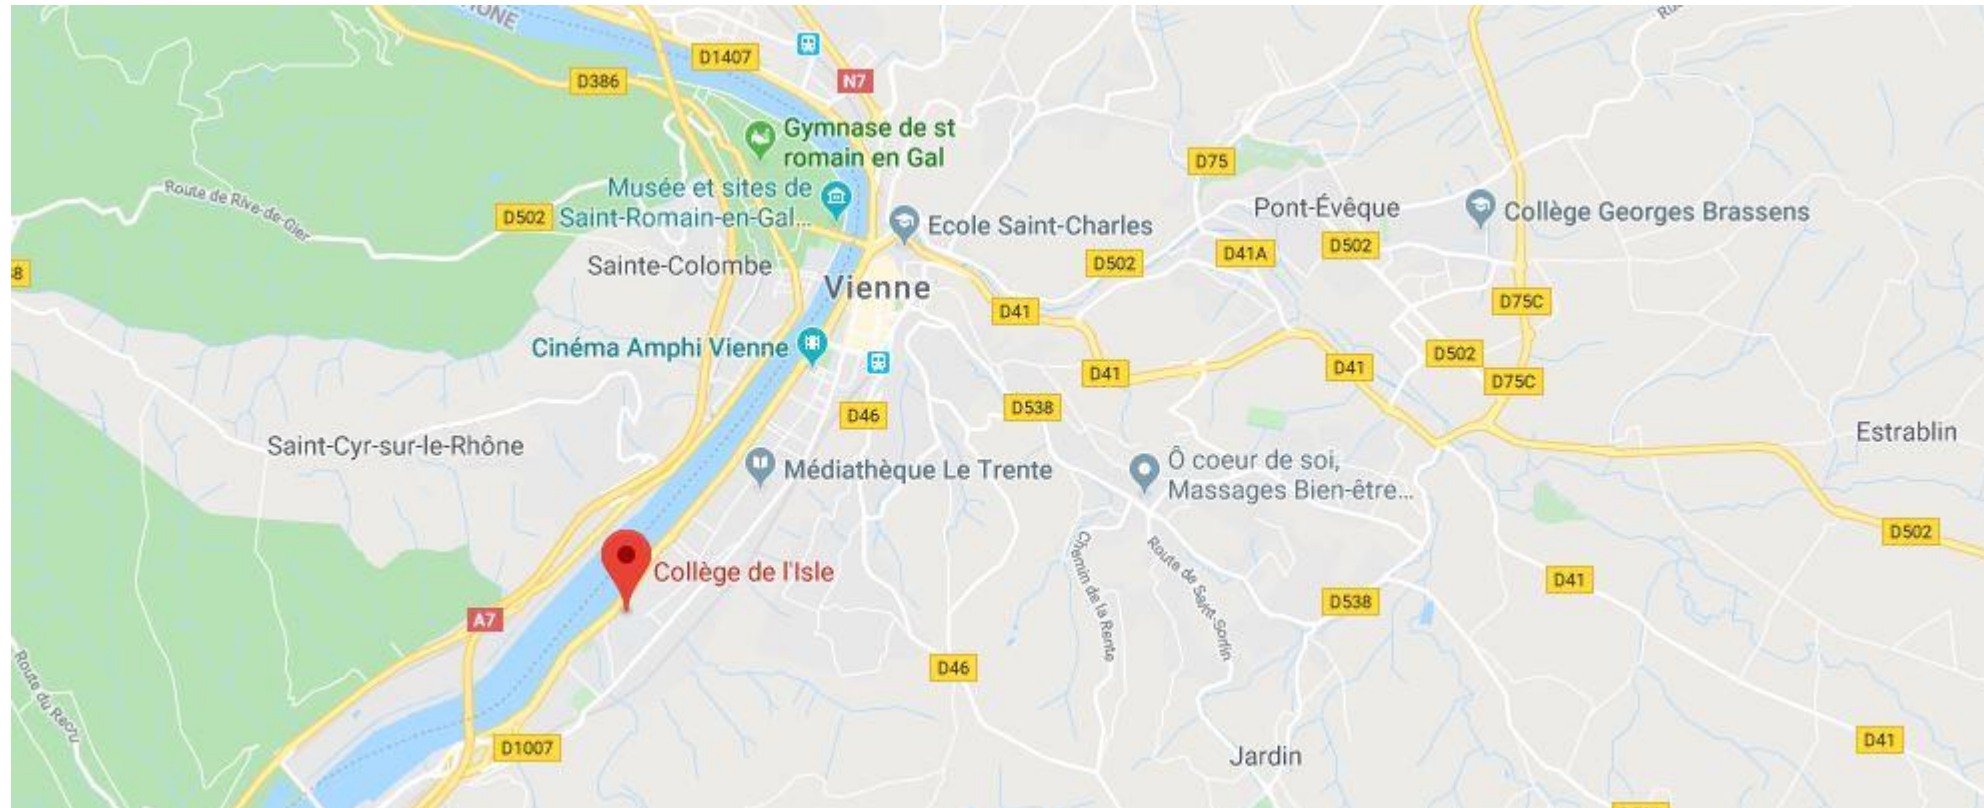 D1407
N7
D386
Gymnase de st
romain en Gal
D75
Musée et sites de
Saint-Romain-en-Gal...
Route de Rive-de-Gier
D502
Ecole Saint-Charles
Pont-Évêque
Collège Georges Brassens
D502
D41A
D502
Sainte-Colombe
8
Vienne
D41
D75C
Cinéma Amphi Vienne
D41
D41
D502
D75C
D46
D538
Saint-Cyr-sur-le-Rhône
Estrablin
Médiathèque Le Trente
Ô coeur de soi,
Massages Bien-être...
D502
Collège de l'Isle
Chemin de la Rente
Route de Saint-Sorlin
D41
A7
D538
D46
Route du Recru
D1007
Jardin
D41